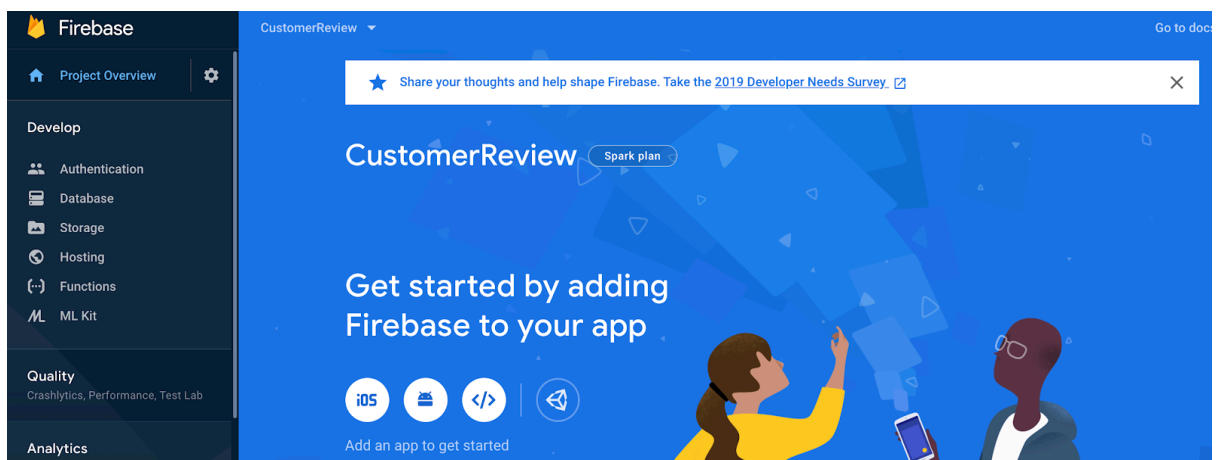 Firebase
CustomerReview
Go to docs
Project Overview
Share your thoughts and help shape Firebase. Take the 2019 Developer Needs Survey
Develop
CustomerReview
Spark plan
Authentication
Database
Storage
Hosting
Functions
ML ML Kit
Get started by adding
Firebase to your app
Quality
Crashlytics, Performance, Test Lab
iOS
</>
Add an app to get started
Analytics